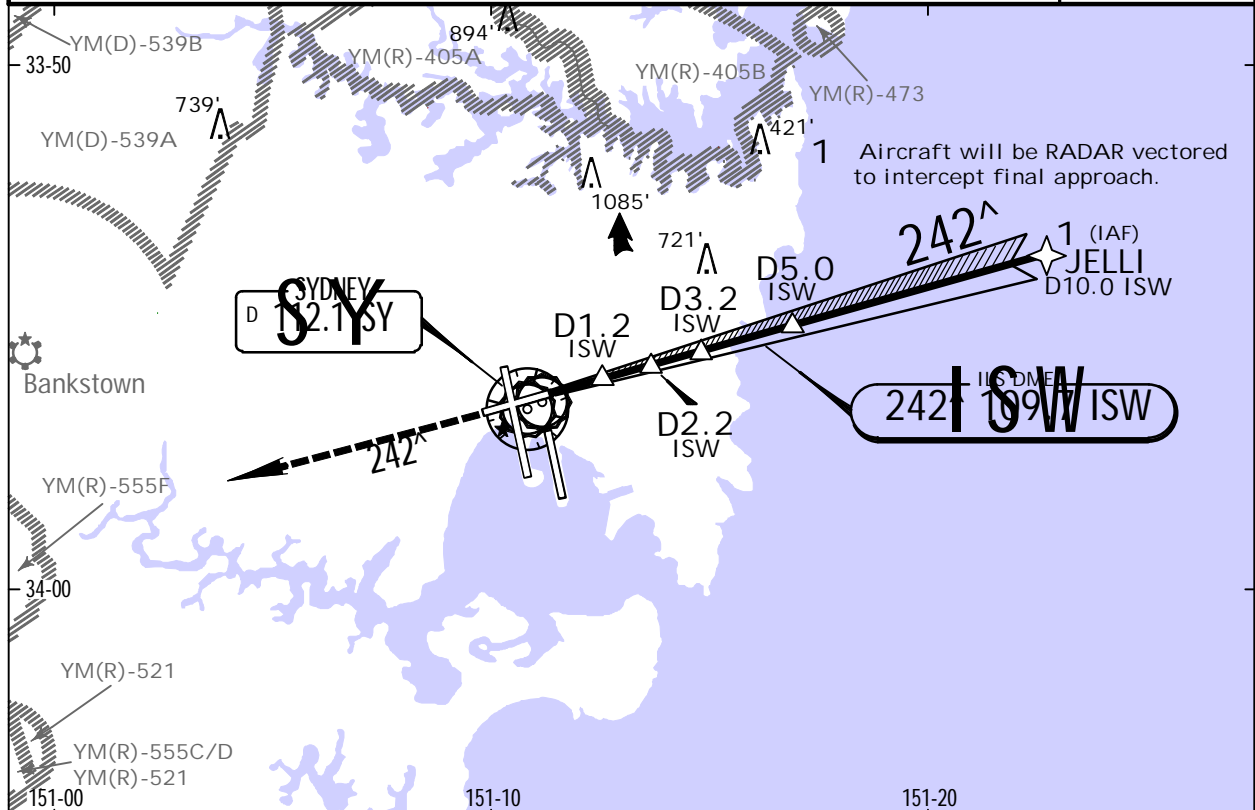 YM(D)-539B
894'
33-50
YM(R)-405A
YM(R)-405B
YM(R)-473
739'
YM(D)-539A
421'
1 Aircraft will be RADAR vectored
to intercept final approach.
1085'
242^
1 (IAF)
JELLI
D10.0 ISW
721'
D5.0
ISW
D3.2
ISW
D1.2
ISW
SYDNEY
D 112.1 SY
S Y
Bankstown
ILS DME
242^ 109.7 ISW
I S W
D2.2
ISW
242^
YM(R)-555F
34-00
YM(R)-521
YM(R)-555C/D
YM(R)-521
151-00
151-10
151-20